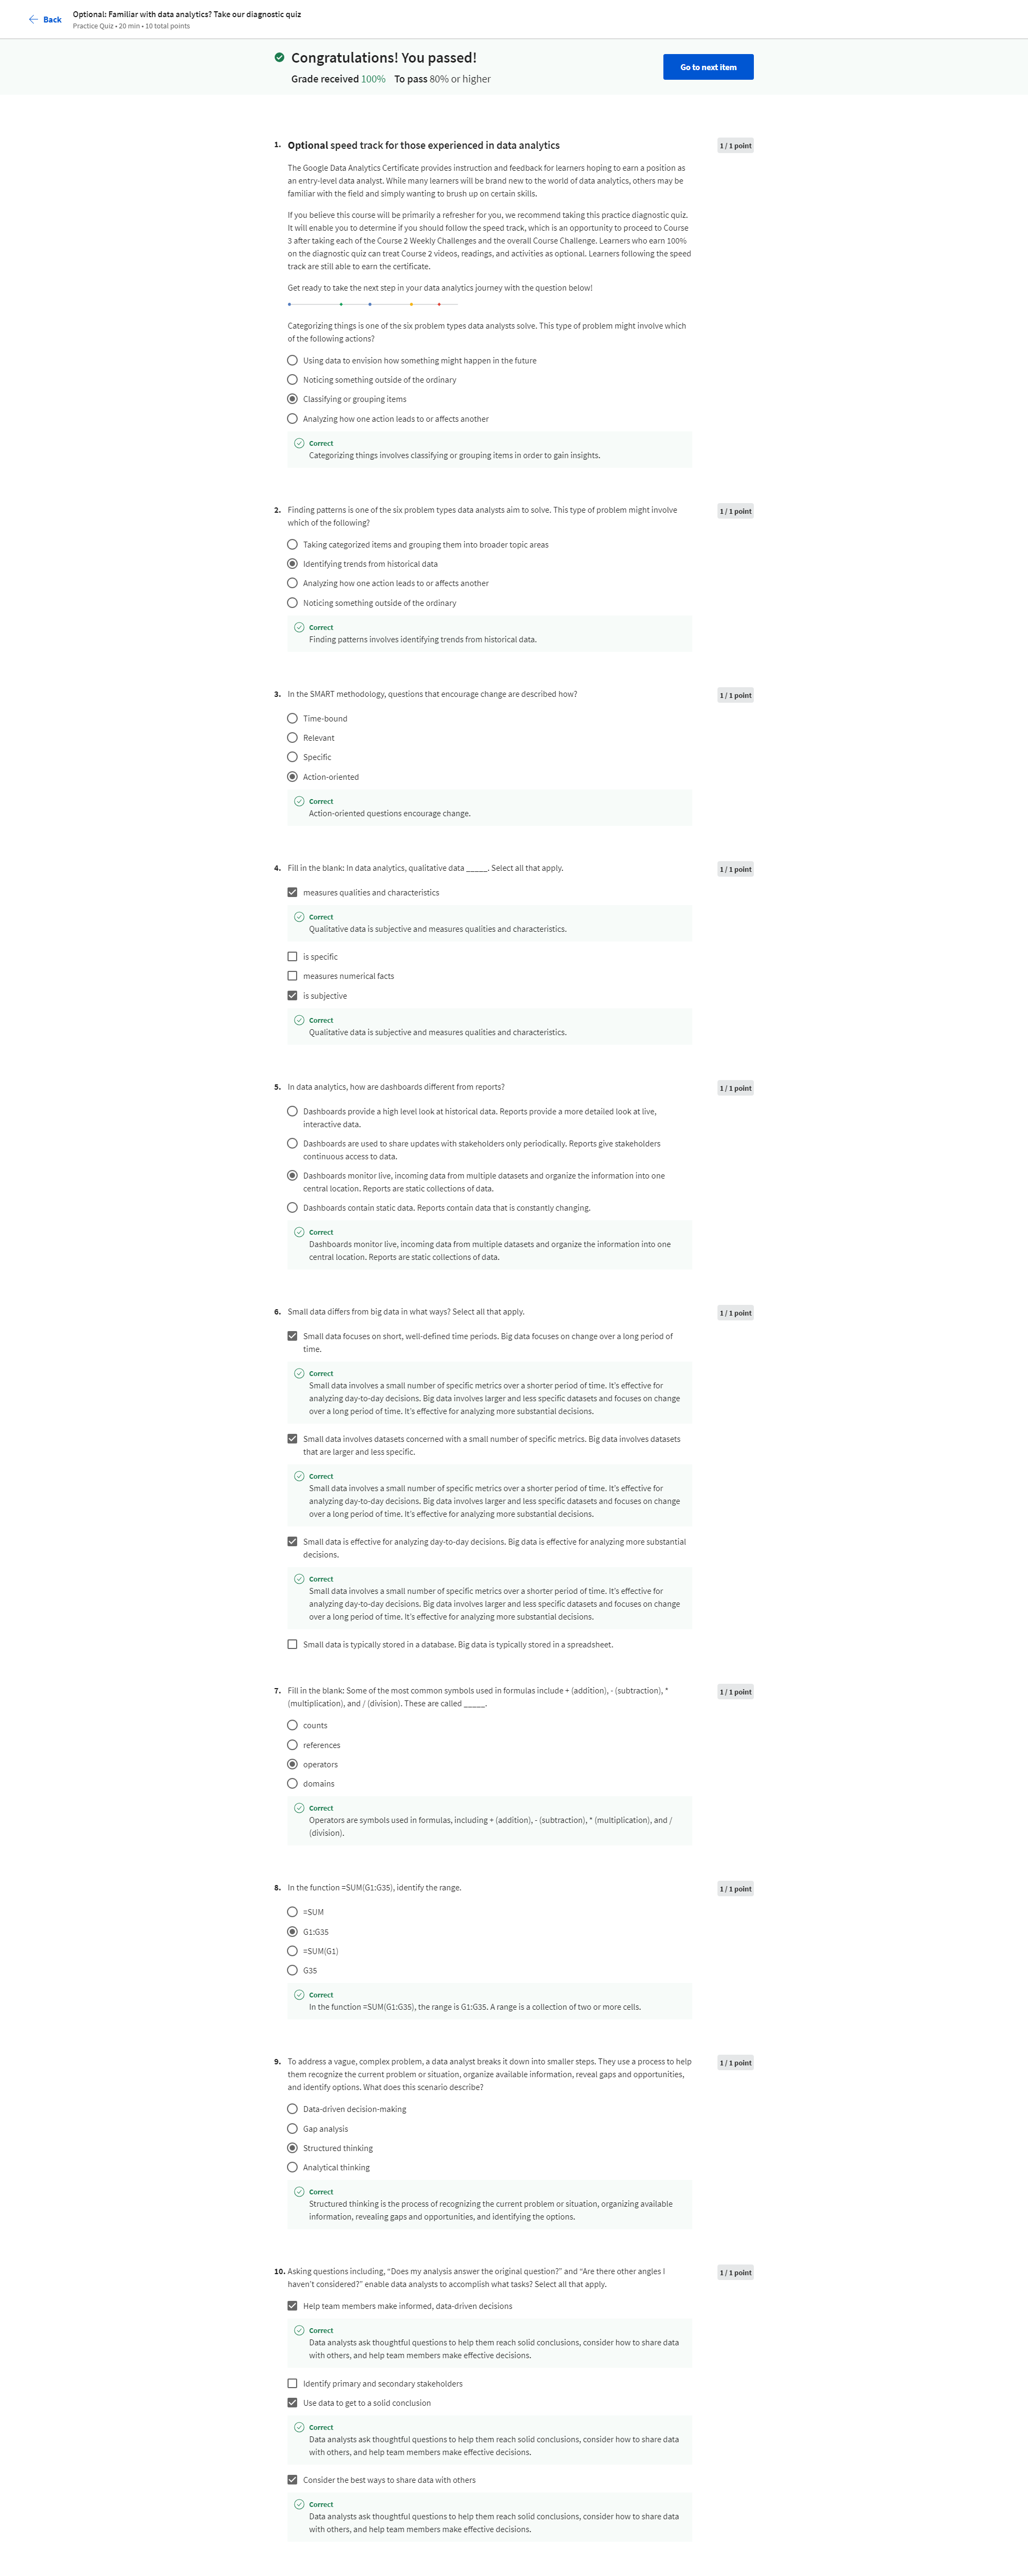 Back
Optional: Familiar with data analytics? Take our diagnostic quiz
Practice Quiz • 20 min • 10 total points
Congratulations! You passed!
Grade received 100% To pass 80% or higher
Go to next item
1. Optional speed track for those experienced in data analytics
1 / 1 point
The Google Data Analytics Certificate provides instruction and feedback for learners hoping to earn a position as
an entry-level data analyst. While many learners will be brand new to the world of data analytics, others may be
familiar with the field and simply wanting to brush up on certain skills.
If you believe this course will be primarily a refresher for you, we recommend taking this practice diagnostic quiz.
It will enable you to determine if you should follow the speed track, which is an opportunity to proceed to Course
3 after taking each of the Course 2 Weekly Challenges and the overall Course Challenge. Learners who earn 100%
on the diagnostic quiz can treat Course 2 videos, readings, and activities as optional. Learners following the speed
track are still able to earn the certificate.
Get ready to take the next step in your data analytics journey with the question below!
Categorizing things is one of the six problem types data analysts solve. This type of problem might involve which
of the following actions?
Using data to envision how something might happen in the future
Noticing something outside of the ordinary
Classifying or grouping items
Analyzing how one action leads to or affects another
Correct
Categorizing things involves classifying or grouping items in order to gain insights.
2. Finding patterns is one of the six problem types data analysts aim to solve. This type of problem might involve
which of the following?
1 / 1 point
Taking categorized items and grouping them into broader topic areas
Identifying trends from historical data
Analyzing how one action leads to or affects another
Noticing something outside of the ordinary
Correct
Finding patterns involves identifying trends from historical data.
3. In the SMART methodology, questions that encourage change are described how?
1 / 1 point
Time-bound
Relevant
Specific
Action-oriented
Correct
Action-oriented questions encourage change.
4. Fill in the blank: In data analytics, qualitative data _____. Select all that apply.
1 / 1 point
measures qualities and characteristics
Correct
Qualitative data is subjective and measures qualities and characteristics.
is specific
measures numerical facts
is subjective
Correct
Qualitative data is subjective and measures qualities and characteristics.
5. In data analytics, how are dashboards different from reports?
1 / 1 point
Dashboards provide a high level look at historical data. Reports provide a more detailed look at live,
interactive data.
Dashboards are used to share updates with stakeholders only periodically. Reports give stakeholders
continuous access to data.
Dashboards monitor live, incoming data from multiple datasets and organize the information into one
central location. Reports are static collections of data.
Dashboards contain static data. Reports contain data that is constantly changing.
Correct
Dashboards monitor live, incoming data from multiple datasets and organize the information into one
central location. Reports are static collections of data.
6. Small data differs from big data in what ways? Select all that apply.
1 / 1 point
Small data focuses on short, well-defined time periods. Big data focuses on change over a long period of
time.
Correct
Small data involves a small number of specific metrics over a shorter period of time. It's effective for
analyzing day-to-day decisions. Big data involves larger and less specific datasets and focuses on change
over a long period of time. It's effective for analyzing more substantial decisions.
Small data involves datasets concerned with a small number of specific metrics. Big data involves datasets
that are larger and less specific.
Correct
Small data involves a small number of specific metrics over a shorter period of time. It's effective for
analyzing day-to-day decisions. Big data involves larger and less specific datasets and focuses on change
over a long period of time. It's effective for analyzing more substantial decisions.
Small data is effective for analyzing day-to-day decisions. Big data is effective for analyzing more substantial
decisions.
Correct
Small data involves a small number of specific metrics over a shorter period of time. It's effective for
analyzing day-to-day decisions. Big data involves larger and less specific datasets and focuses on change
over a long period of time. It's effective for analyzing more substantial decisions.
Small data is typically stored in a database. Big data is typically stored in a spreadsheet.
7. Fill in the blank: Some of the most common symbols used in formulas include + (addition), - (subtraction), *
(multiplication), and / (division). These are called _____.
1 / 1 point
counts
references
operators
domains
Correct
Operators are symbols used in formulas, including + (addition), - (subtraction), * (multiplication), and /
(division).
8. In the function =SUM(G1:G35), identify the range.
1 / 1 point
=SUM
G1:G35
=SUM(G1)
G35
Correct
In the function =SUM(G1:G35), the range is G1:G35. A range is a collection of two or more cells.
9. To address a vague, complex problem, a data analyst breaks it down into smaller steps. They use a process to help
them recognize the current problem or situation, organize available information, reveal gaps and opportunities,
and identify options. What does this scenario describe?
1 / 1 point
Data-driven decision-making
Gap analysis
Structured thinking
Analytical thinking
Correct
Structured thinking is the process of recognizing the current problem or situation, organizing available
information, revealing gaps and opportunities, and identifying the options.
10. Asking questions including, “Does my analysis answer the original question?” and “Are there other angles I
haven't considered?” enable data analysts to accomplish what tasks? Select all that apply.
1 / 1 point
Help team members make informed, data-driven decisions
Correct
Data analysts ask thoughtful questions to help them reach solid conclusions, consider how to share data
with others, and help team members make effective decisions.
Identify primary and secondary stakeholders
Use data to get to a solid conclusion
Correct
Data analysts ask thoughtful questions to help them reach solid conclusions, consider how to share data
with others, and help team members make effective decisions.
Consider the best ways to share data with others
Correct
Data analysts ask thoughtful questions to help them reach solid conclusions, consider how to share data
with others, and help team members make effective decisions.